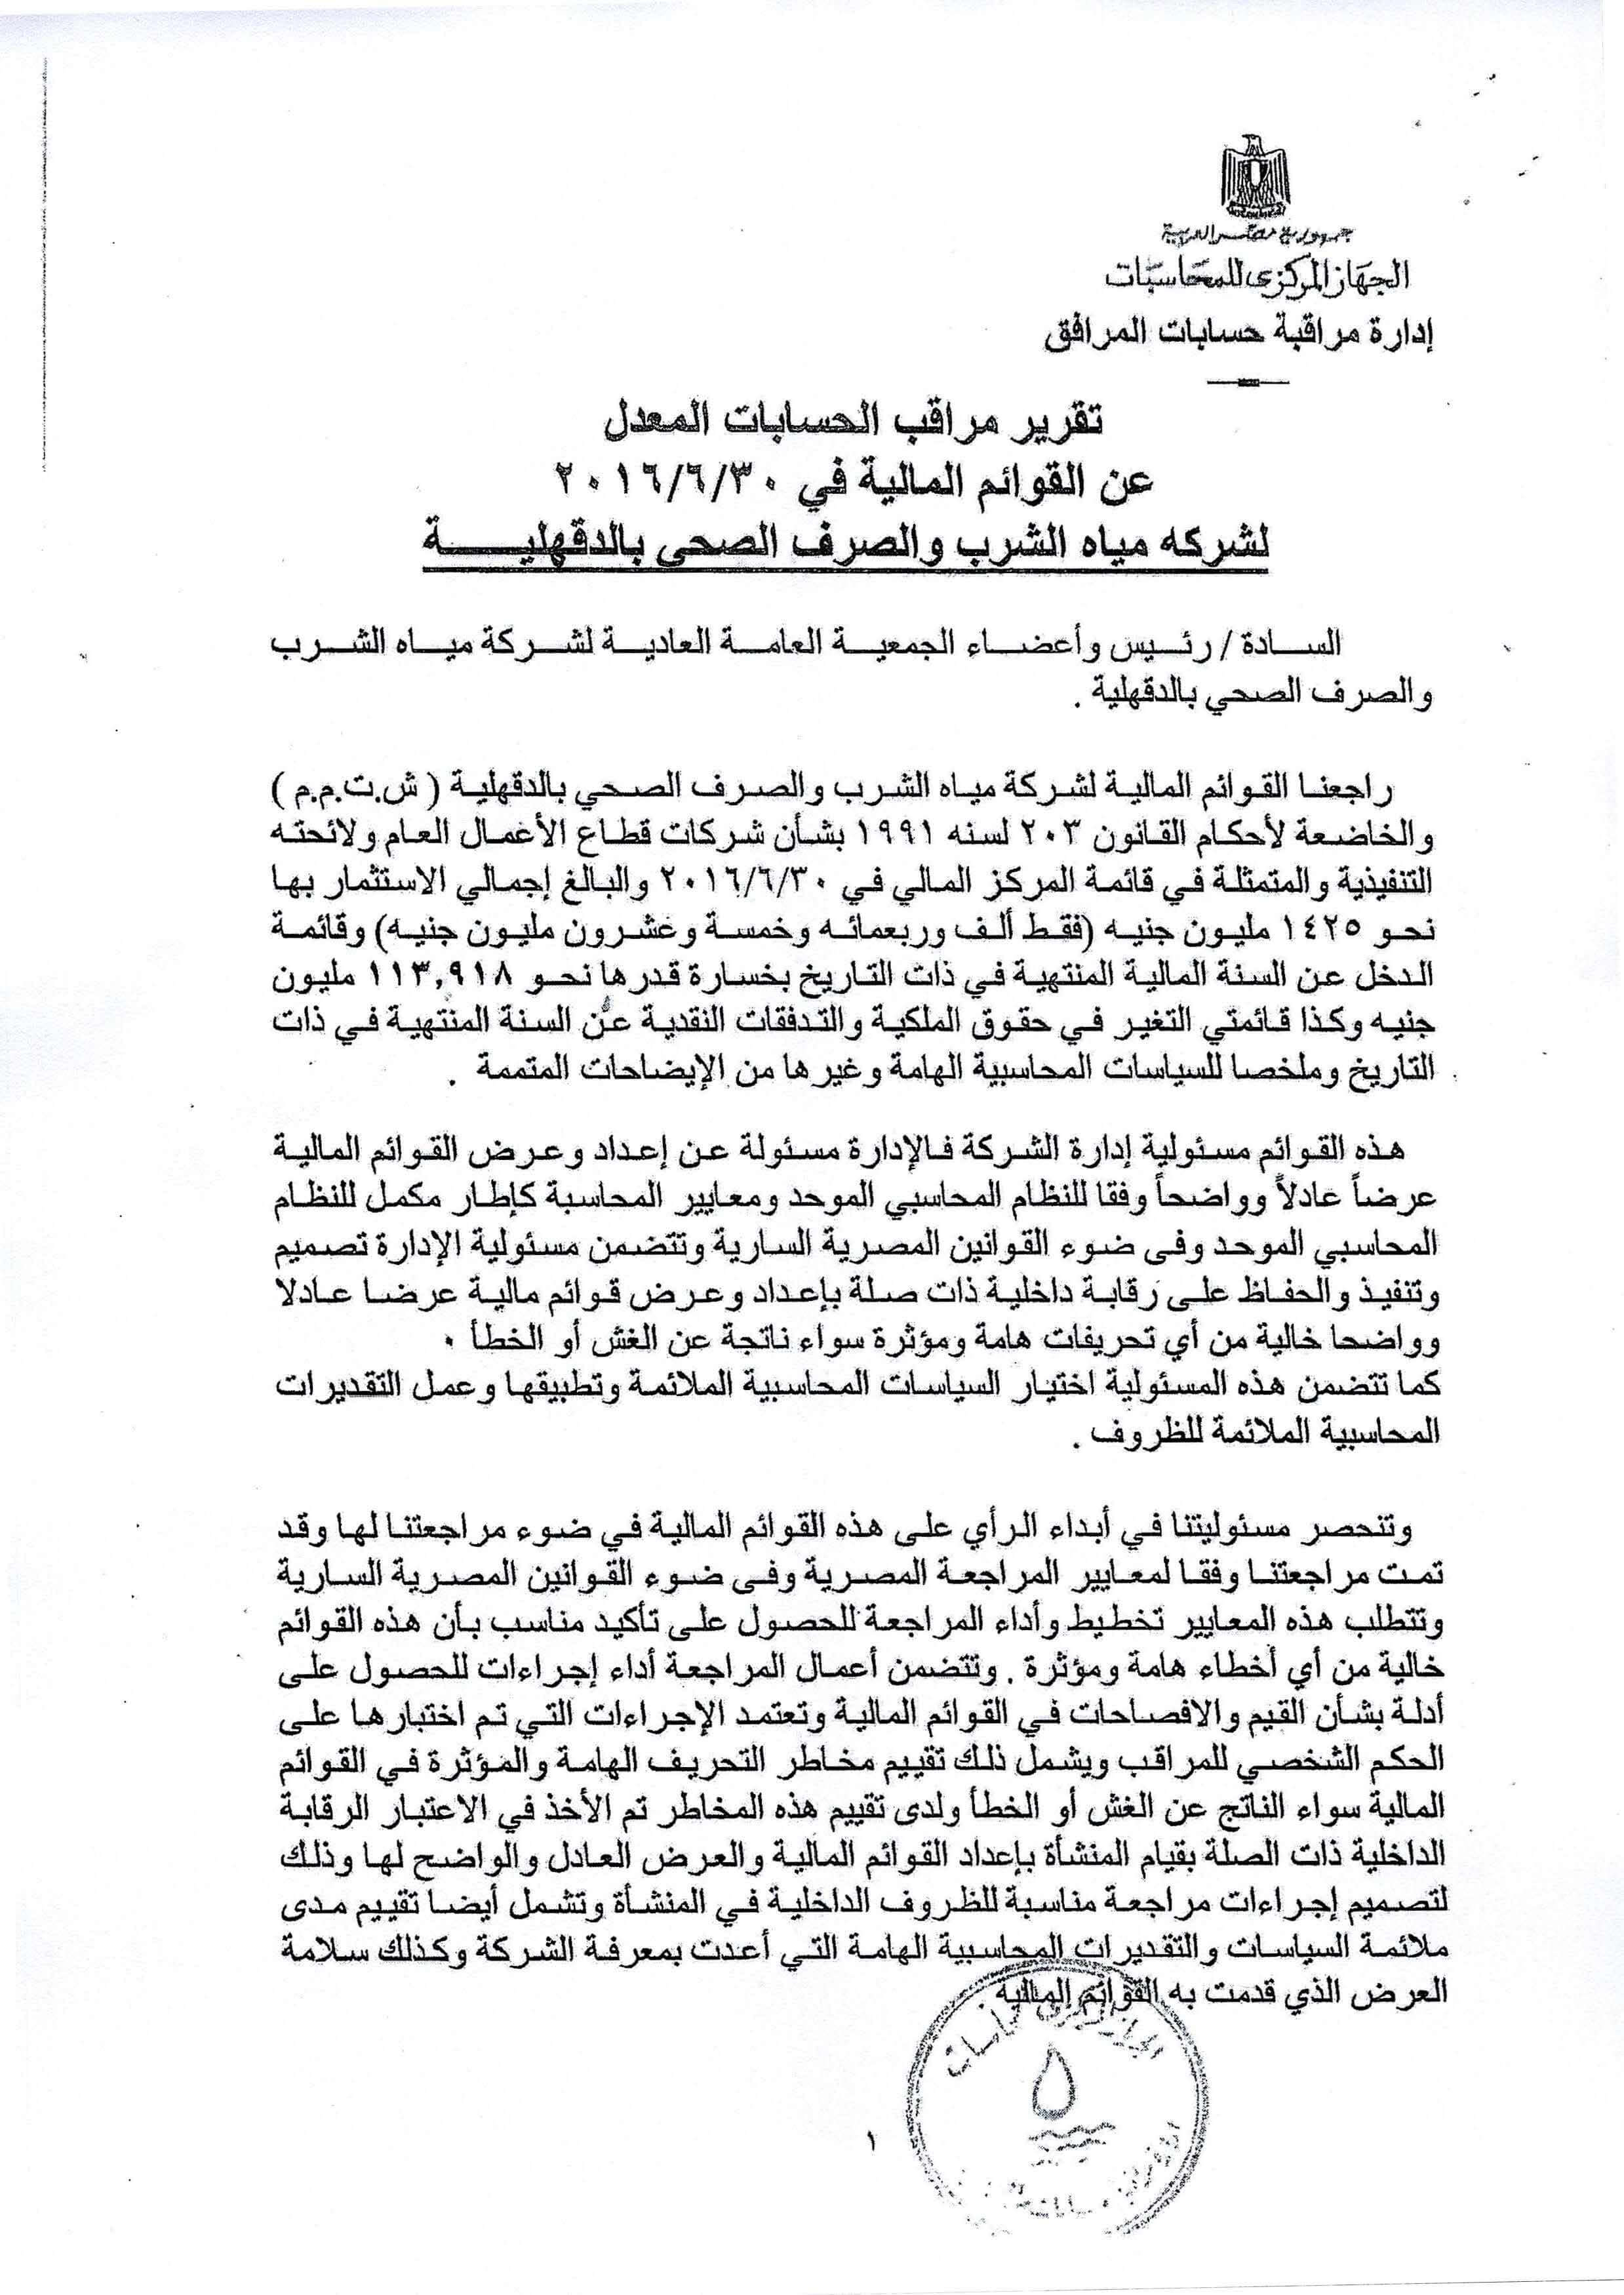 جمهورية مصر العربية
الجهاز المركزى للمحاسبات
إدارة مراقبة حسابات المرافق
تقرير مراقب الحسابات المعدل
عن القوائم المالية في ٢٠١٦/٦/٣٠
لشركه مياه الشرب والصرف الصحى بالدقهلية
السادة / رئيس وأعضاء الجمعية العامة العادية لشركة مياه الشرب
والصرف الصحي بالدقهلية .
راجعنا القوائم المالية لشركة مياه الشرب والصرف الصحي بالدقهلية ( ش.ت.م.م )
والخاضعة لأحكام القانون ٢٠٣ لسنه ١٩٩١ بشأن شركات قطاع الأعمال العام ولائحته
التنفيذية والمتمثلة في قائمة المركز المالي في ٢٠١٦/٦/٣٠ والبالغ إجمالي الاستثمار بها
نحو ١٤٢٥ مليون جنيه (فقط ألف وربعمائه وخمسة وعشرون مليون جنيه) وقائمة
الدخل عن السنة المالية المنتهية في ذات التاريخ بخسارة قدرها نحو ١١٣,٩١٨ مليون
جنيه وكذا قائمتي التغير في حقوق الملكية والتدفقات النقدية عن السنة المنتهية في ذات
التاريخ وملخصا للسياسات المحاسبية الهامة وغيرها من الإيضاحات المتممة .
هذه القوائم مسئولية إدارة الشركة فالإدارة مسئولة عن إعداد وعرض القوائم المالية
عرضاً عادلاً وواضحاً وفقا للنظام المحاسبي الموحد ومعايير المحاسبة كإطار مكمل للنظام
المحاسبي الموحد وفى ضوء القوانين المصرية السارية وتتضمن مسئولية الإدارة تصميم
وتنفيذ والحفاظ على رقابة داخلية ذات صلة بإعداد وعرض قوائم مالية عرضا عادلا
وواضحا خالية من أي تحريفات هامة ومؤثرة سواء ناتجة عن الغش أو الخطأ ٠
كما تتضمن هذه المسئولية اختيار السياسات المحاسبية الملائمة وتطبيقها وعمل التقديرات
المحاسبية الملائمة للظروف .
وتنحصر مسئوليتنا في أبداء الرأي على هذه القوائم المالية في ضوء مراجعتنا لها وقد
تمت مراجعتنا وفقا لمعايير المراجعة المصرية وفى ضوء القوانين المصرية السارية
وتتطلب هذه المعايير تخطيط وأداء المراجعة للحصول على تأكيد مناسب بأن هذه القوائم
خالية من أي أخطاء هامة ومؤثرة . وتتضمن أعمال المراجعة أداء إجراءات للحصول على
أدلة بشأن القيم والافصاحات في القوائم المالية وتعتمد الإجراءات التي تم اختبارها على
الحكم الشخصي للمراقب ويشمل ذلك تقييم مخاطر التحريف الهامة والمؤثرة في القوائم
المالية سواء الناتج عن الغش أو الخطأ ولدى تقييم هذه المخاطر تم الأخذ في الاعتبار الرقابة
الداخلية ذات الصلة بقيام المنشأة بإعداد القوائم المالية والعرض العادل والواضح لها وذلك
لتصميم إجراءات مراجعة مناسبة للظروف الداخلية في المنشأة وتشمل أيضا تقييم مدى
ملائمة السياسات والتقديرات المحاسبية الهامة التي أعدت بمعرفة الشركة وكذلك سلامة
العرض الذي قدمت به القوائم المالية
١